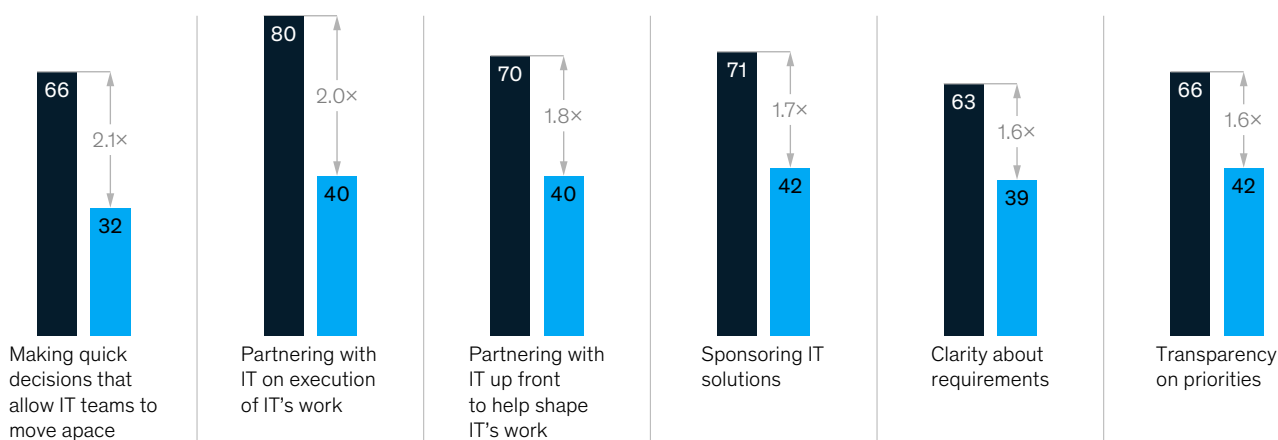 66
2.1×
32
Making quick
decisions that
allow IT teams to
move apace
80
2.0×
40
Partnering with
IT on execution
of IT’s work
70
1.8×
40
Partnering with
IT up front
to help shape
IT’s work
71
1.7×
42
Sponsoring IT
solutions
63
1.6×
39
Clarity about
requirements
66
1.6×
42
Transparency
on priorities